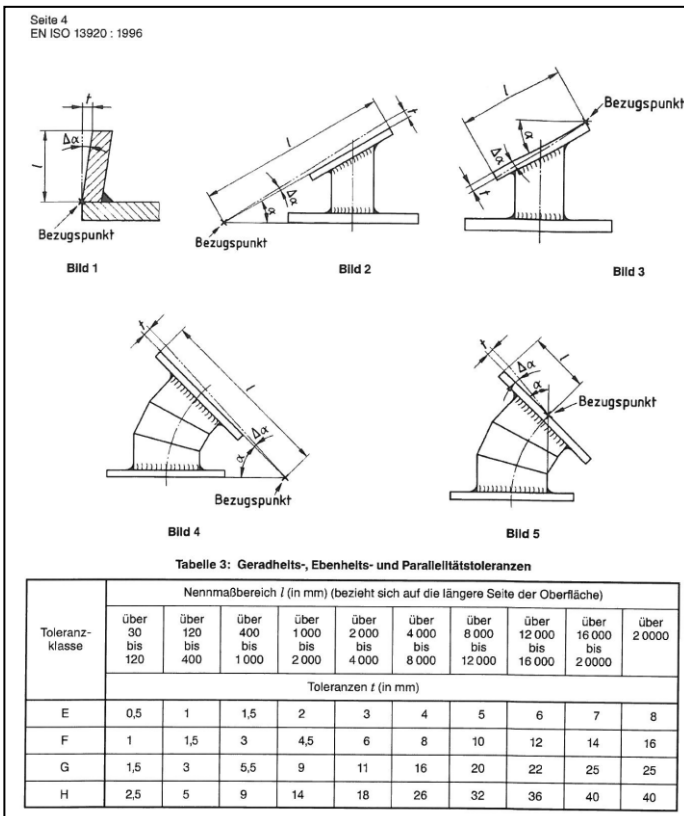 Seite 4
EN ISO 13920 : 1996
t
l
Δα
Bezugspunkt
Bild 1
l
t
Δα
α
Bezugspunkt
Bild 2
l
Bezugspunkt
α
Δα
t
Bild 3
t
l
Δα
α
Bezugspunkt
Bild 4
t
l
Δα
α
Bezugspunkt
Bild 5
Tabelle 3: Geradheits-, Ebenheits- und Parallelitätstoleranzen
Toleranz-
klasse
Nennmaßbereich l (in mm) (bezieht sich auf die längere Seite der Oberfläche)
über über über über über über über über über über
30 120 400 1 000 2 000 4 000 8 000 12 000 16 000 2 0000
bis bis bis bis bis bis bis bis bis
120 400 1 000 2 000 4 000 8 000 12 000 16 000 2 0000
Toleranzen t (in mm)
E 0,5 1 1,5 2 3 4 5 6 7 8
F 1 1,5 3 4,5 6 8 10 12 14 16
G 1,5 3 5,5 9 11 16 20 22 25 25
H 2,5 5 9 14 18 26 32 36 40 40